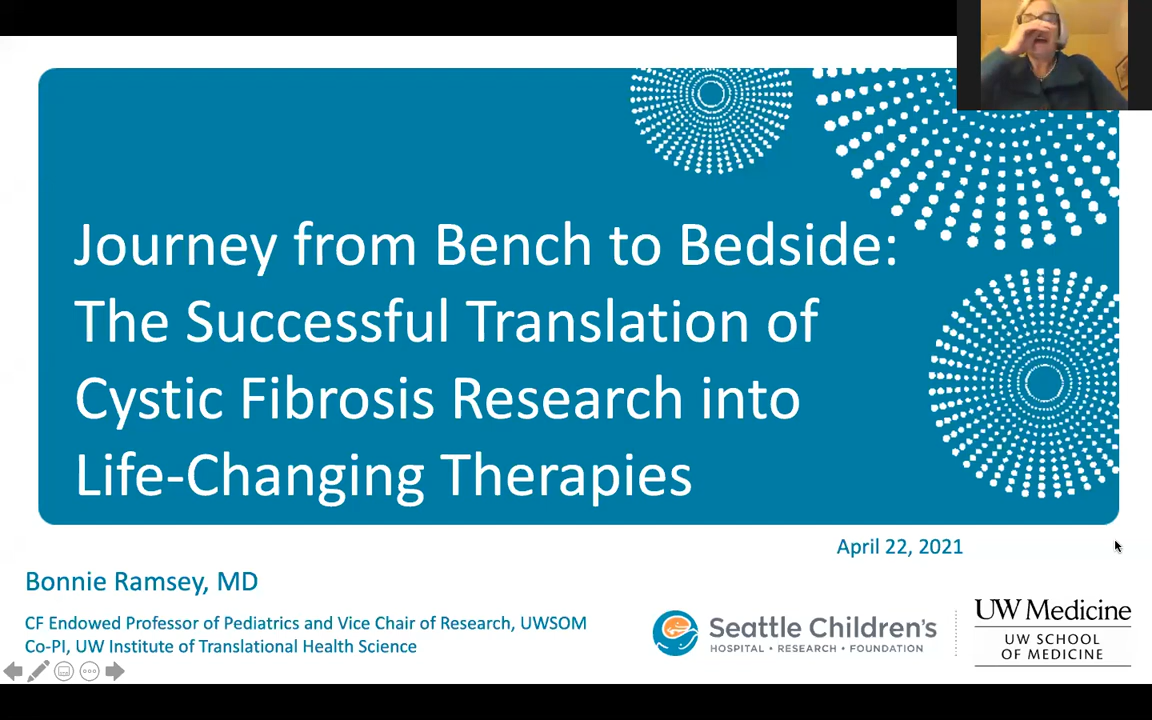 Journey from Bench to Bedside:
The Successful Translation of
Cystic Fibrosis Research into
Life-Changing Therapies
April 22, 2021
Bonnie Ramsey, MD
CF Endowed Professor of Pediatrics and Vice Chair of Research, UWSOM
Co-PI, UW Institute of Translational Health Science
Seattle Children's
HOSPITAL • RESEARCH • FOUNDATION
UW Medicine
UW SCHOOL
OF MEDICINE